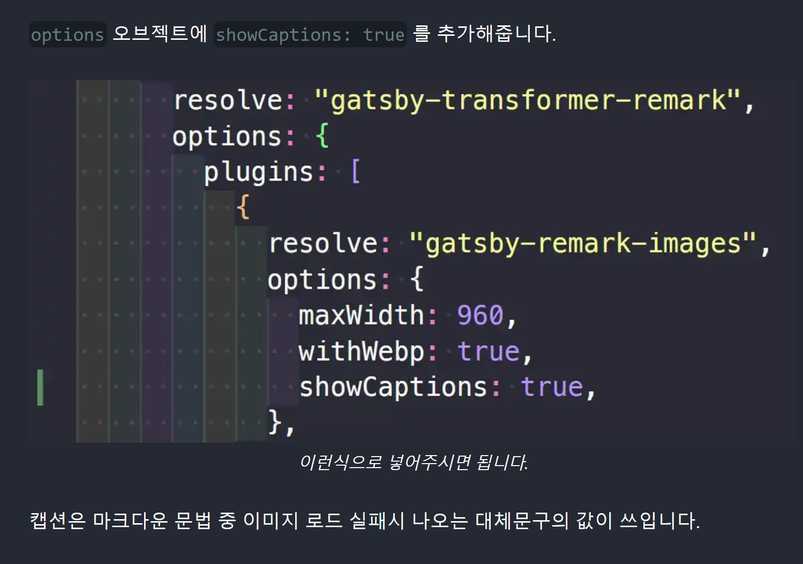 options 오브젝트에 showCaptions: true 를 추가해줍니다.
resolve: "gatsby-transformer-remark",
options: {
plugins: [
{
resolve: "gatsby-remark-images",
options: {
maxWidth: 960,
withWebp: true,
showCaptions: true,
},
이런식으로 넣어주시면 됩니다.
캡션은 마크다운 문법 중 이미지 로드 실패시 나오는 대체문구의 값이 쓰입니다.